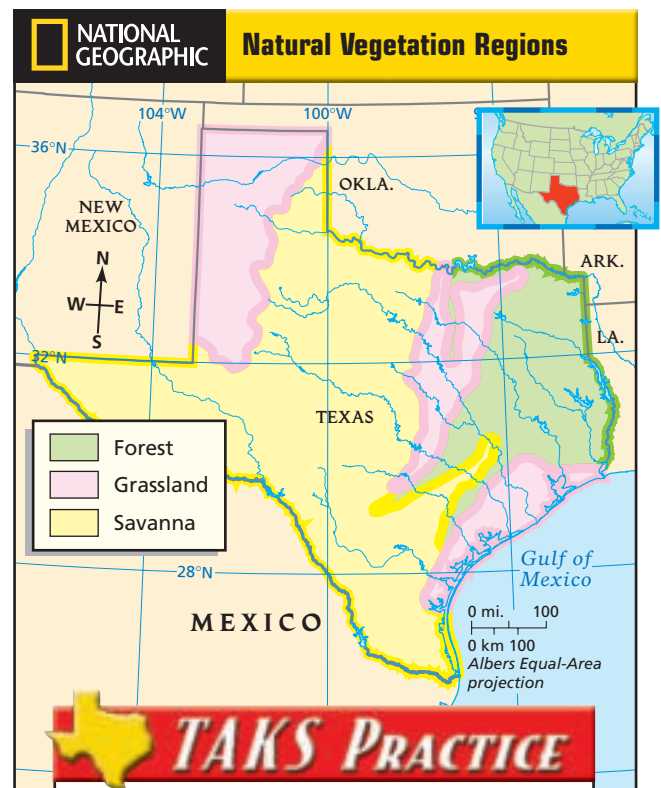 NATIONAL
GEOGRAPHIC
Natural Vegetation Regions
104°W
100°W
36°N
OKLA.
NEW
MEXICO
N
W
E
S
ARK.
LA.
32°N
TEXAS
Forest
Grassland
Savanna
28°N
Gulf of
Mexico
MEXICO
0 mi. 100
0 km 100
Albers Equal-Area
projection
TAKS PRACTICE